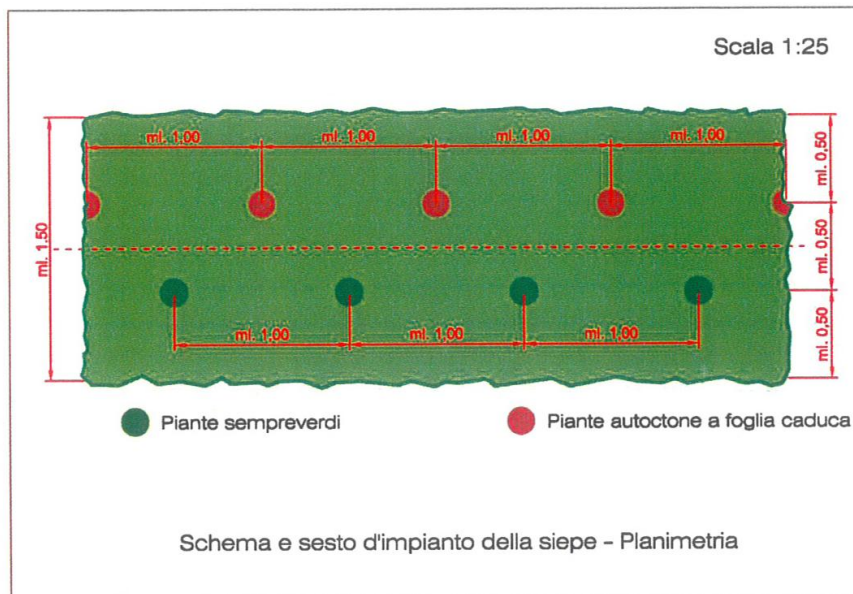 Scala 1:25
ml. 1,00 ml. 1,00 ml. 1,00 ml. 1,00
ml. 0,50
ml. 1,50
ml. 0,50
ml. 1,00 ml. 1,00 ml. 1,00
ml. 0,50
Piante sempreverdi
Piante autoctone a foglia caduca
Schema e sesto d'impianto della siepe - Planimetria